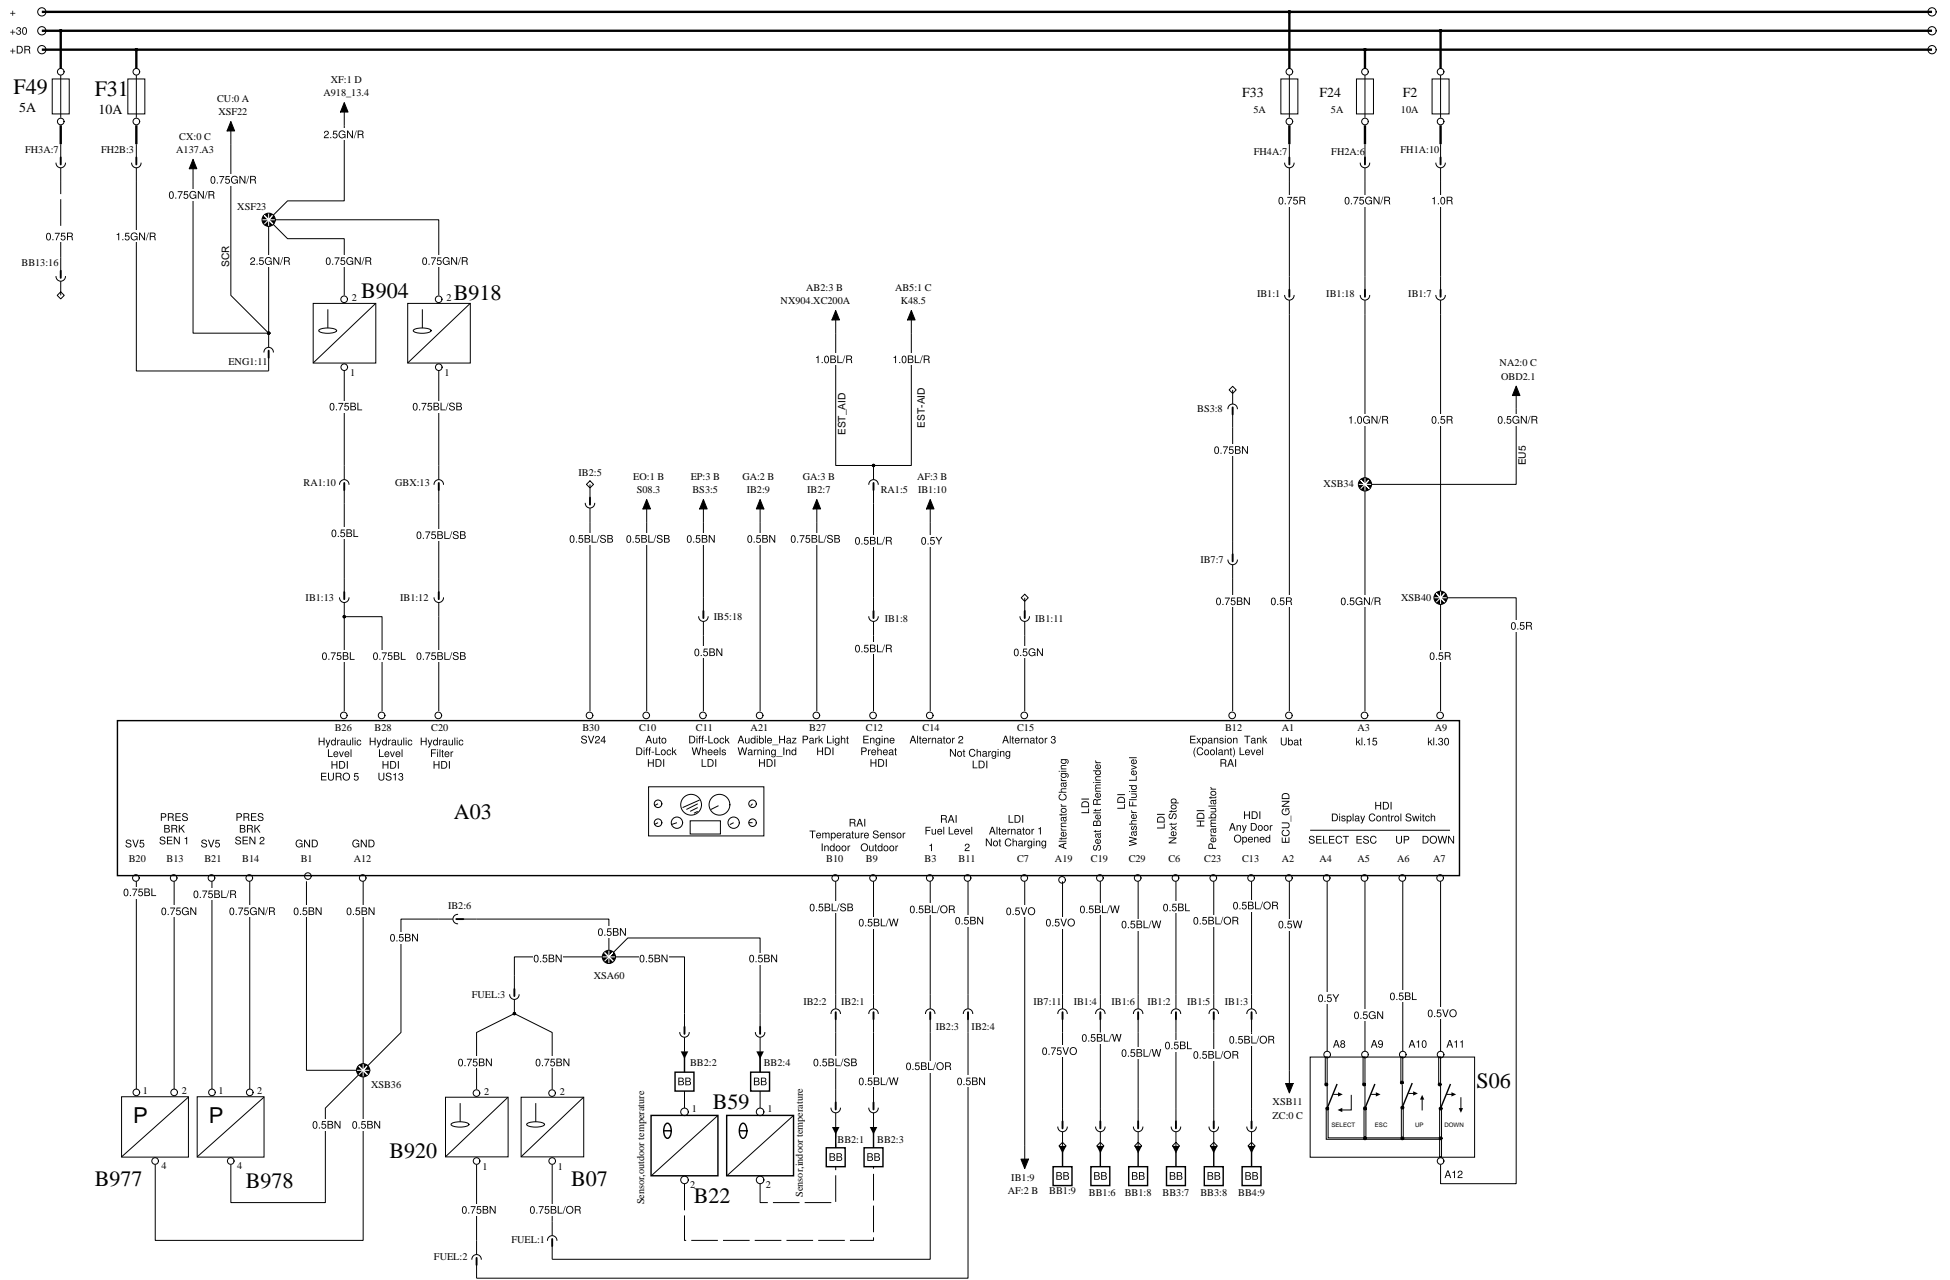 +
+30
+DR
F49
5A
F31
10A
FH3A:7
FH2B:3
0.75R
1.5GN/R
BB13:16
CX:0 C
A137.A3
0.75GN/R
CU:0 A
XSF22
0.75GN/R
SCR
XF:1 D
A918_13.4
2.5GN/R
XSF23
2.5GN/R
0.75GN/R
0.75GN/R
ENG1:11
2 B904
2 B918
1
1
0.75BL
0.75BL/SB
RA1:10
GBX:13
0.5BL
0.75BL/SB
IB1:13
IB1:12
0.75BL
0.75BL
0.75BL/SB
AB2:3 B
NX904.XC200A
AB5:1 C
K48.5
1.0BL/R
1.0BL/R
EST_AID
EST-AID
IB2:5
0.5BL/SB
EO:1 B
S08.3
0.5BL/SB
EP:3 B
BS3:5
0.5BN
IB5:18
0.5BN
GA:2 B
IB2:9
0.5BN
GA:3 B
IB2:7
0.75BL/SB
RA1:5
0.5BL/R
IB1:8
0.5BL/R
AF:3 B
IB1:10
0.5Y
IB1:11
0.5GN
F33
5A
F24
5A
F2
10A
FH4A:7
FH2A:6
FH1A:10
0.75R
0.75GN/R
1.0R
IB1:1
IB1:18
IB1:7
BS3:8
0.75BN
IB7:7
0.75BN
0.5R
1.0GN/R
XSB34
0.5GN/R
0.5R
XSB40
0.5R
0.5R
NA2:0 C
OBD2.1
0.5GN/R
EU5
B26
Hydraulic
Level
HDI
EURO 5
B28
Hydraulic
Level
HDI
US13
C20
Hydraulic
Filter
HDI
B30
SV24
C10
Auto
Diff-Lock
HDI
C11
Diff-Lock
Wheels
LDI
A21
Audible_Haz
Warning_Ind
HDI
B27
Park Light
HDI
C12
Engine
Preheat
HDI
C14
Alternator 2
C15
Alternator 3
Not Charging
LDI
B12
Expansion Tank
(Coolant) Level
RAI
A1
Ubat
A3
kl.15
A9
kl.30
A03
SV5
B20
PRES
BRK
SEN 1
B13
SV5
B21
PRES
BRK
SEN 2
B14
GND
B1
GND
A12
RAI
Temperature Sensor
Indoor Outdoor
B10 B9
RAI
Fuel Level
1 2
B3 B11
LDI
Alternator 1
Not Charging
C7
Alternator Charging
A19
LDI
Seat Belt Reminder
C19
LDI
Washer Fluid Level
C29
LDI
Next Stop
C6
HDI
Perambulator
C23
HDI
Any Door
Opened
C13
ECU_GND
A2
HDI
Display Control Switch
SELECT ESC UP DOWN
A4 A5 A6 A7
0.75BL
0.75GN
0.75BL/R
0.75GN/R
0.5BN
0.5BN
0.5BN
IB2:6
0.5BN
XSA60
0.5BN
0.5BN
0.5BN
FUEL:3
0.75BN
0.75BN
XSB36
0.5BN
0.5BN
1 2
P
4
B977
1 2
P
4
B978
2
B920
1
2
B07
1
0.75BN
0.75BL/OR
FUEL:1
FUEL:2
BB2:2
BB
BB2:4
BB
1
θ
2
B22
Sensor,outdoor temperature
B59
1
θ
2
Sensor,indoor temperature
0.5BL/SB
0.5BL/W
IB2:2
IB2:1
0.5BL/SB
0.5BL/W
BB2:1
BB
BB2:3
BB
0.5BL/OR
0.5BN
IB2:3
IB2:4
0.5BL/OR
0.5BN
0.5VO
IB1:9
AF:2 B
0.5VO
IB7:11
0.75VO
BB
BB1:9
0.5BL/W
IB1:4
0.5BL/W
BB
BB1:6
0.5BL/W
IB1:6
0.5BL/W
BB
BB1:8
0.5BL
IB1:2
0.5BL
BB
BB3:7
0.5BL/OR
IB1:5
0.5BL/OR
BB
BB3:8
0.5BL/OR
IB1:3
0.5BL/OR
BB
BB4:9
0.5W
XSB11
ZC:0 C
0.5Y
0.5GN
0.5BL
0.5VO
A8 A9 A10 A11
S06
SELECT ESC UP DOWN
A12